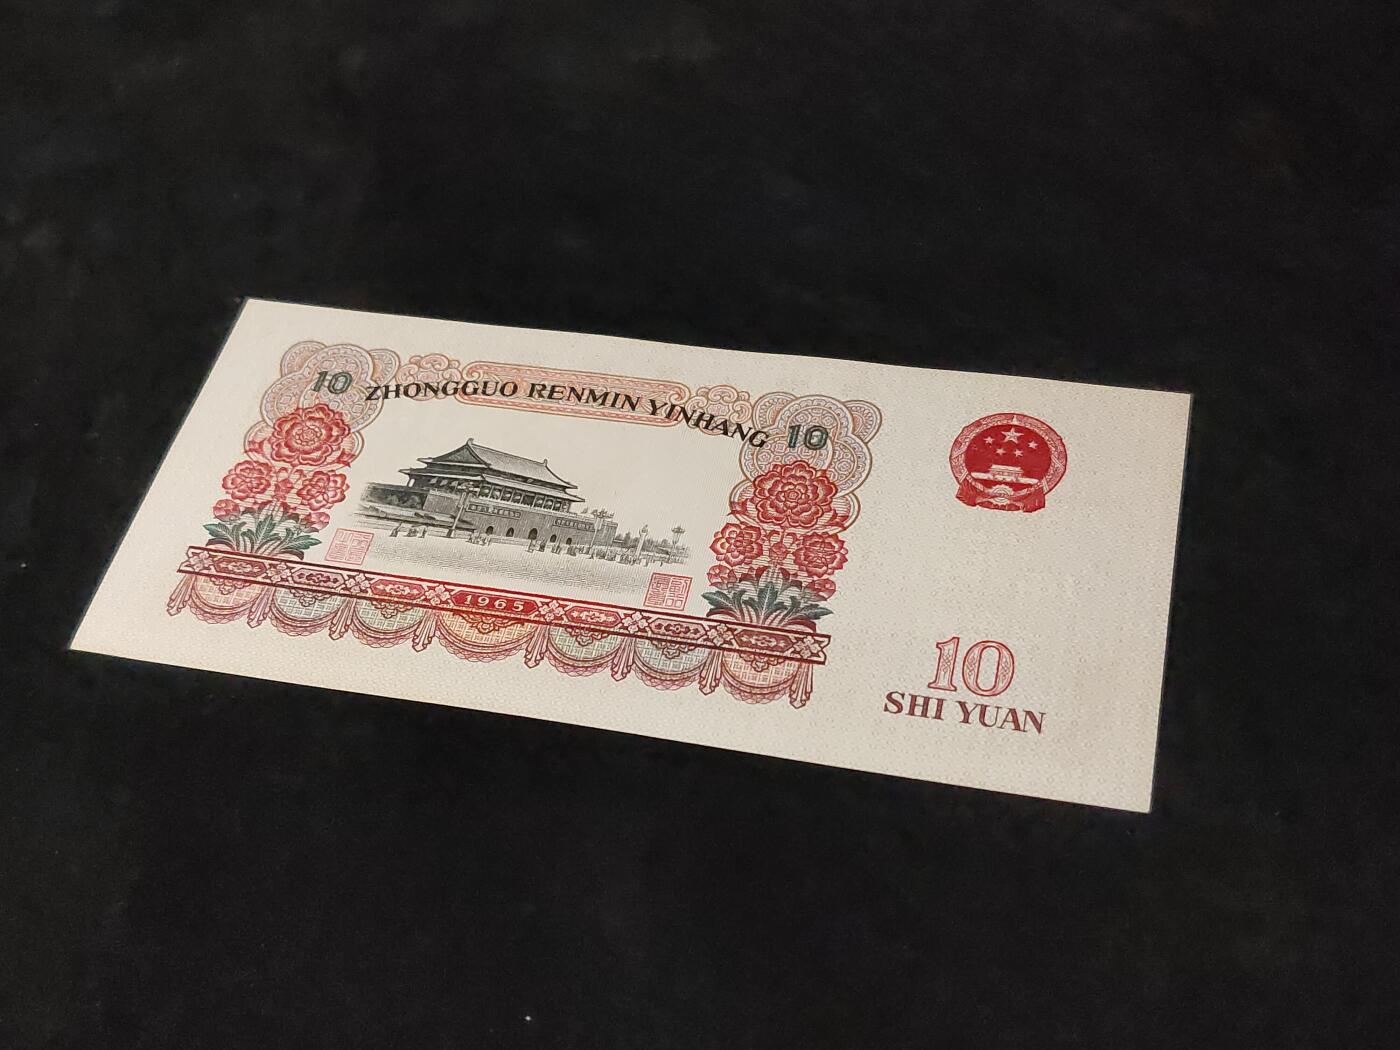 10 ZHONGGUO RENMIN YINHANG 10
1965
10
SHI YUAN